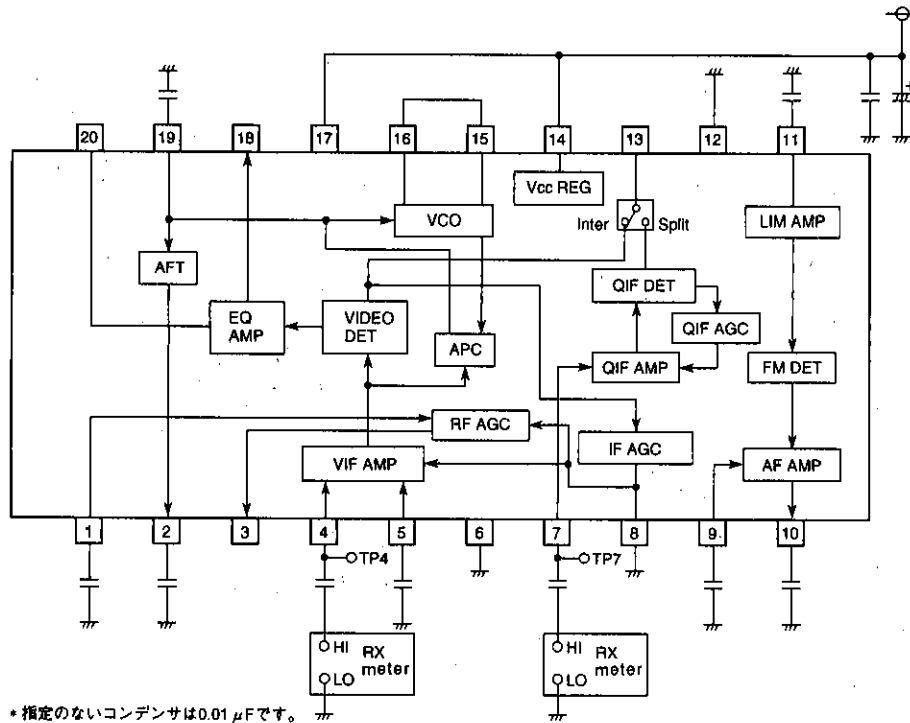 20
19
18
17
16
15
14
13
12
11
Vcc REG
VCO
Inter
Split
LIM AMP
AFT
QIF DET
EQ
AMP
VIDEO
DET
QIF AGC
APC
QIF AMP
FM DET
RF AGC
IF AGC
VIF AMP
AF AMP
1
2
3
4
5
6
7
8
9
10
TP4
TP7
HI
RX
meter
LO
HI
RX
meter
LO
* 指定のないコンデンサは0.01 μFです。